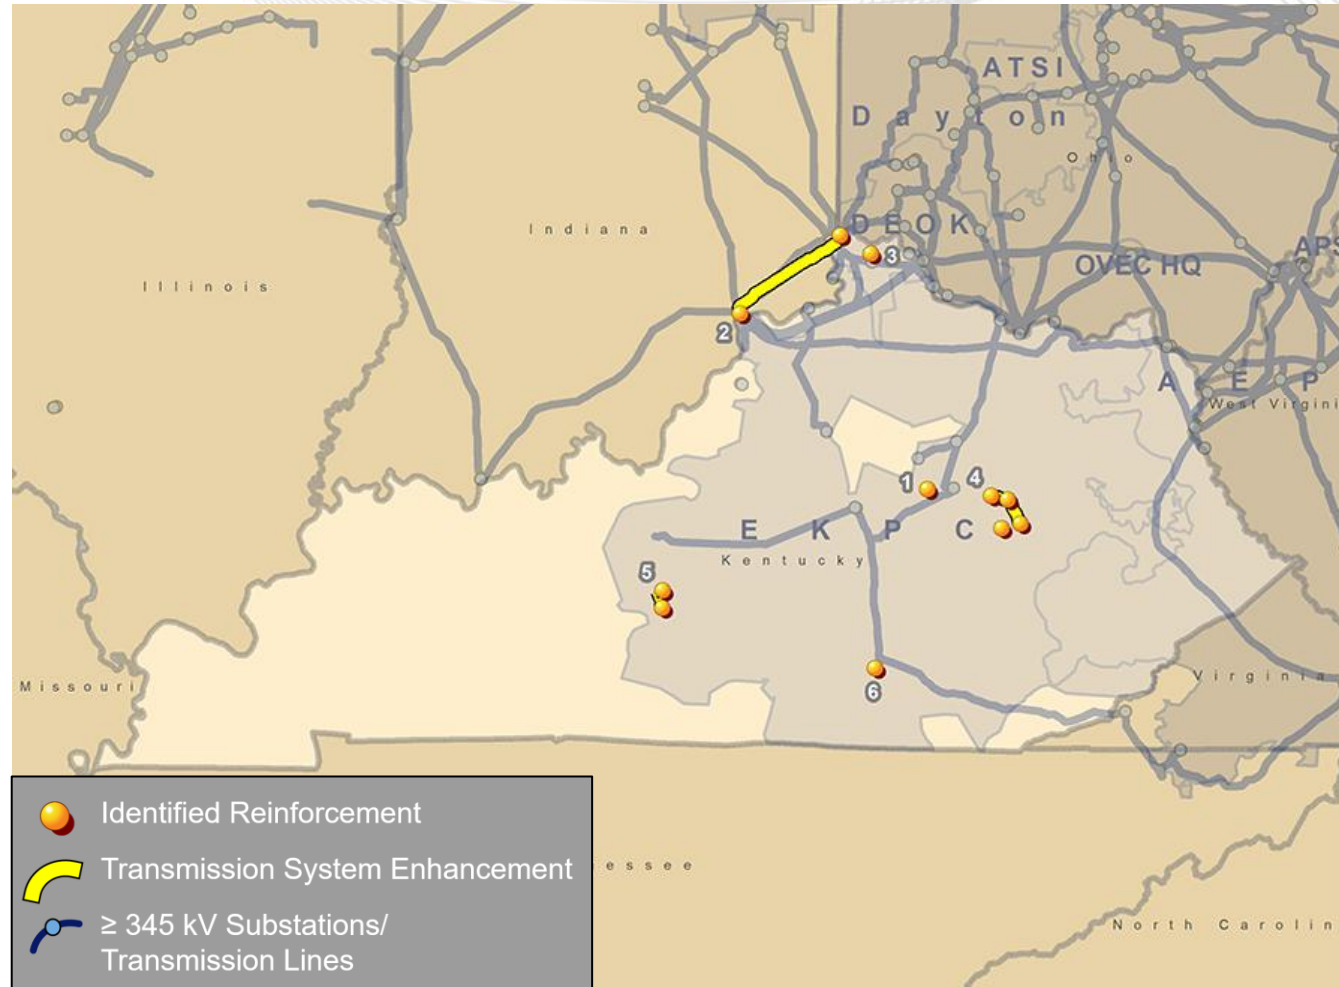 ATSI
Dayton
Ohio
DEOK
Indiana
3
APS
OVEC HQ
Illinois
2
AEP
West Virgini
1
4
EKPC
Kentucky
5
Virginia
Missouri
6
Identified Reinforcement
Transmission System Enhancement
essee
≥ 345 kV Substations/
Transmission Lines
North Carolin